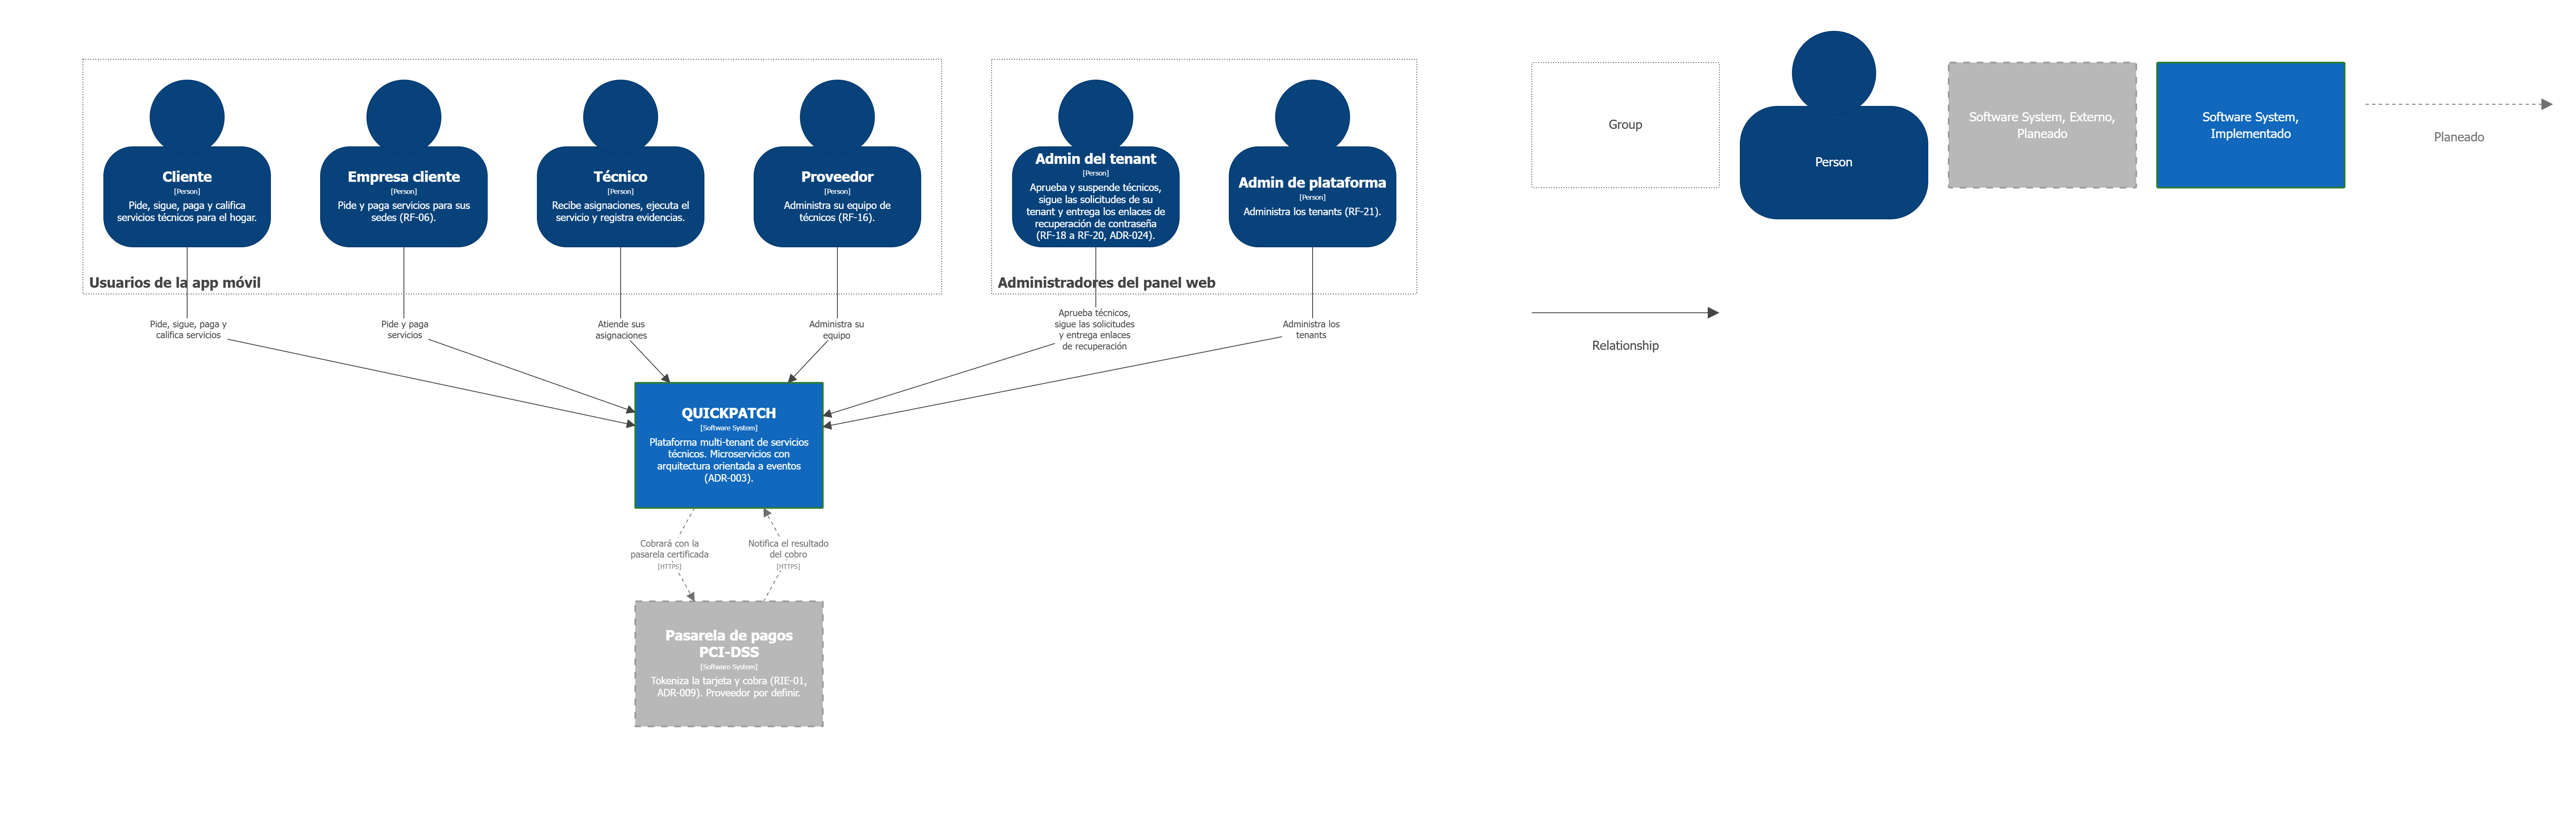 Cliente
[Person]
Pide, sigue, paga y califica
servicios técnicos para el hogar.
Empresa cliente
[Person]
Pide y paga servicios para sus
sedes (RF-06).
Técnico
[Person]
Recibe asignaciones, ejecuta el
servicio y registra evidencias.
Proveedor
[Person]
Administra su equipo de
técnicos (RF-16).
Usuarios de la app móvil
Admin del tenant
[Person]
Aprueba y suspende técnicos,
sigue las solicitudes de su
tenant y entrega los enlaces de
recuperación de contraseña
(RF-18 a RF-20, ADR-024).
Admin de plataforma
[Person]
Administra los tenants (RF-21).
Administradores del panel web
Pide, sigue, paga y
califica servicios
Pide y paga
servicios
Atiende sus
asignaciones
Administra su
equipo
Aprueba técnicos,
sigue las solicitudes
y entrega enlaces
de recuperación
Administra los
tenants
QUICKPATCH
[Software System]
Plataforma multi-tenant de servicios
técnicos. Microservicios con
arquitectura orientada a eventos
(ADR-003).
Cobrará con la
pasarela certificada
[HTTPS]
Notifica el resultado
del cobro
[HTTPS]
Pasarela de pagos
PCI-DSS
[Software System]
Tokeniza la tarjeta y cobra (RIE-01,
ADR-009). Proveedor por definir.
Group
Person
Software System, Externo,
Planeado
Software System,
Implementado
Planeado
Relationship